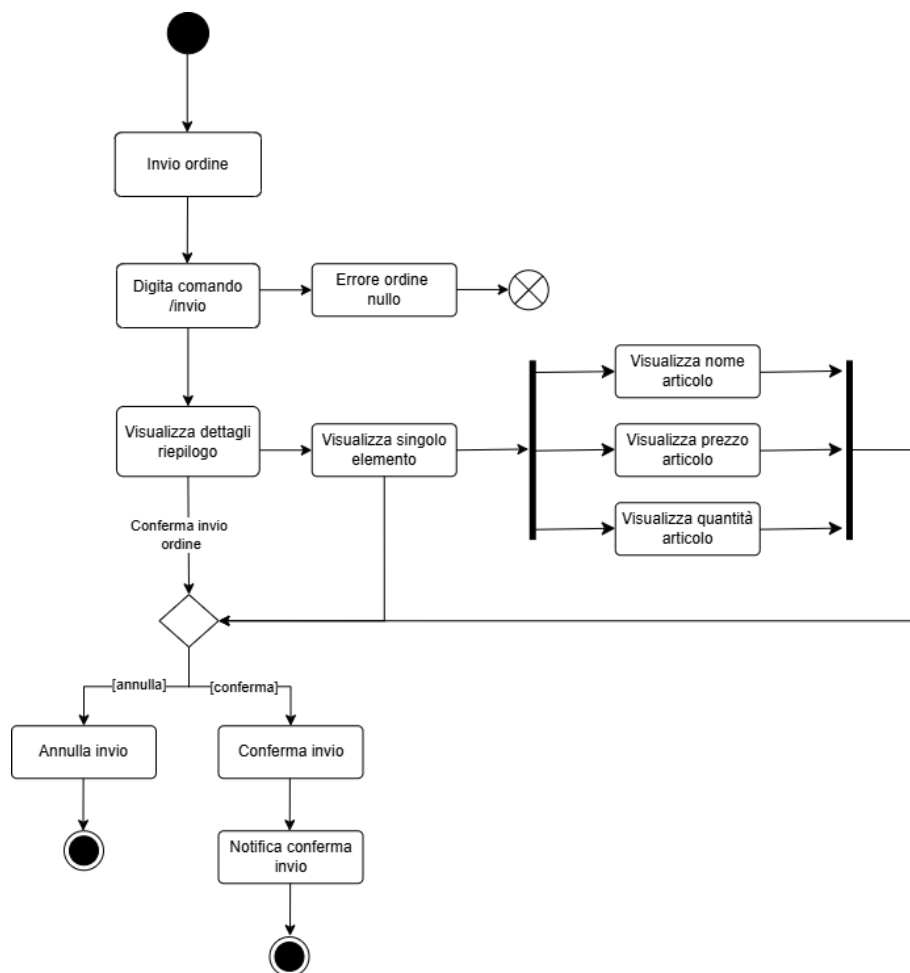 Invio ordine
Digita comando
/invio
Errore ordine
nullo
Visualizza nome
articolo
Visualizza dettagli
riepilogo
Visualizza singolo
elemento
Visualizza prezzo
articolo
Visualizza quantità
articolo
Conferma invio
ordine
[annulla]
[conferma]
Annulla invio
Conferma invio
Notifica conferma
invio